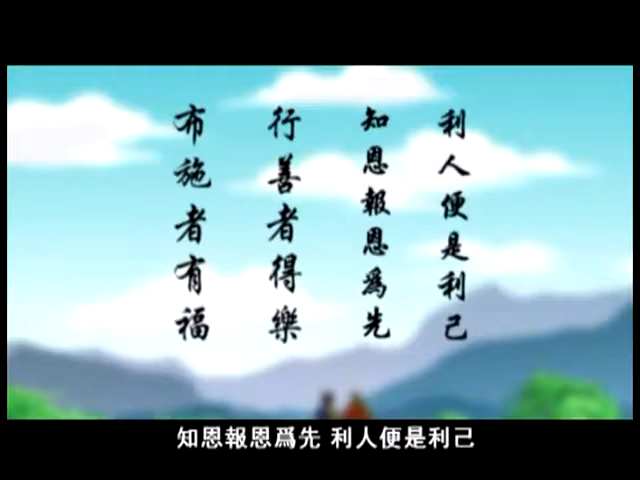 布施者有福
行善者得樂
知恩報恩爲先
利人便是利己
知恩報恩爲先 利人便是利己